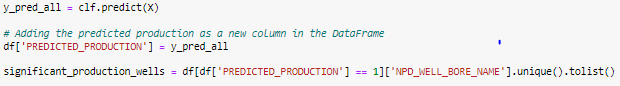 y_pred_all = clf.predict(X)
# Adding the predicted production as a new column in the DataFrame
df['PREDICTED_PRODUCTION'] = y_pred_all
significant_production_wells = df[df['PREDICTED_PRODUCTION'] == 1]['NPD_WELL_BORE_NAME'].unique().tolist()